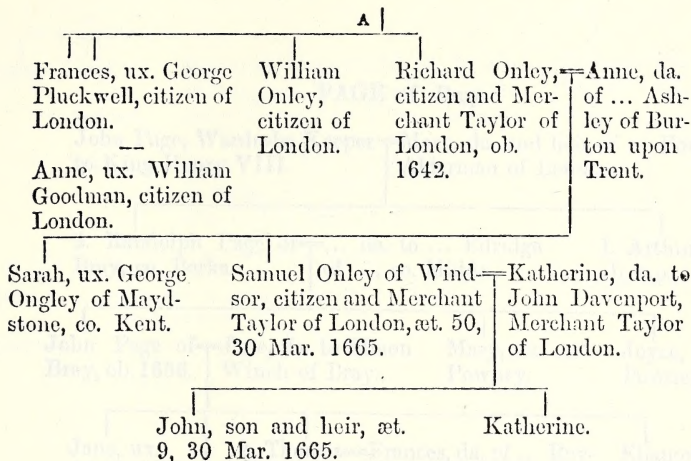 A
Frances, ux. George
Pluckwell, citizen of
London.
Anne, ux. William
Goodman, citizen of
London.
William
Onley,
citizen of
London.
Richard Onley,
citizen and Mer-
chant Taylor of
London, ob.
1642.
Anne, da.
of ... Ash-
ley of Bur-
ton upon
Trent.
Sarah, ux. George
Ongley of Mayd-
stone, co. Kent.
Samuel Onley of Wind-
sor, citizen and Merchant
Taylor of London, æt. 50,
30 Mar. 1665.
Katherine, da. to
John Davenport,
Merchant Taylor
of London.
John, son and heir, æt.
9, 30 Mar. 1665.
Katherine.